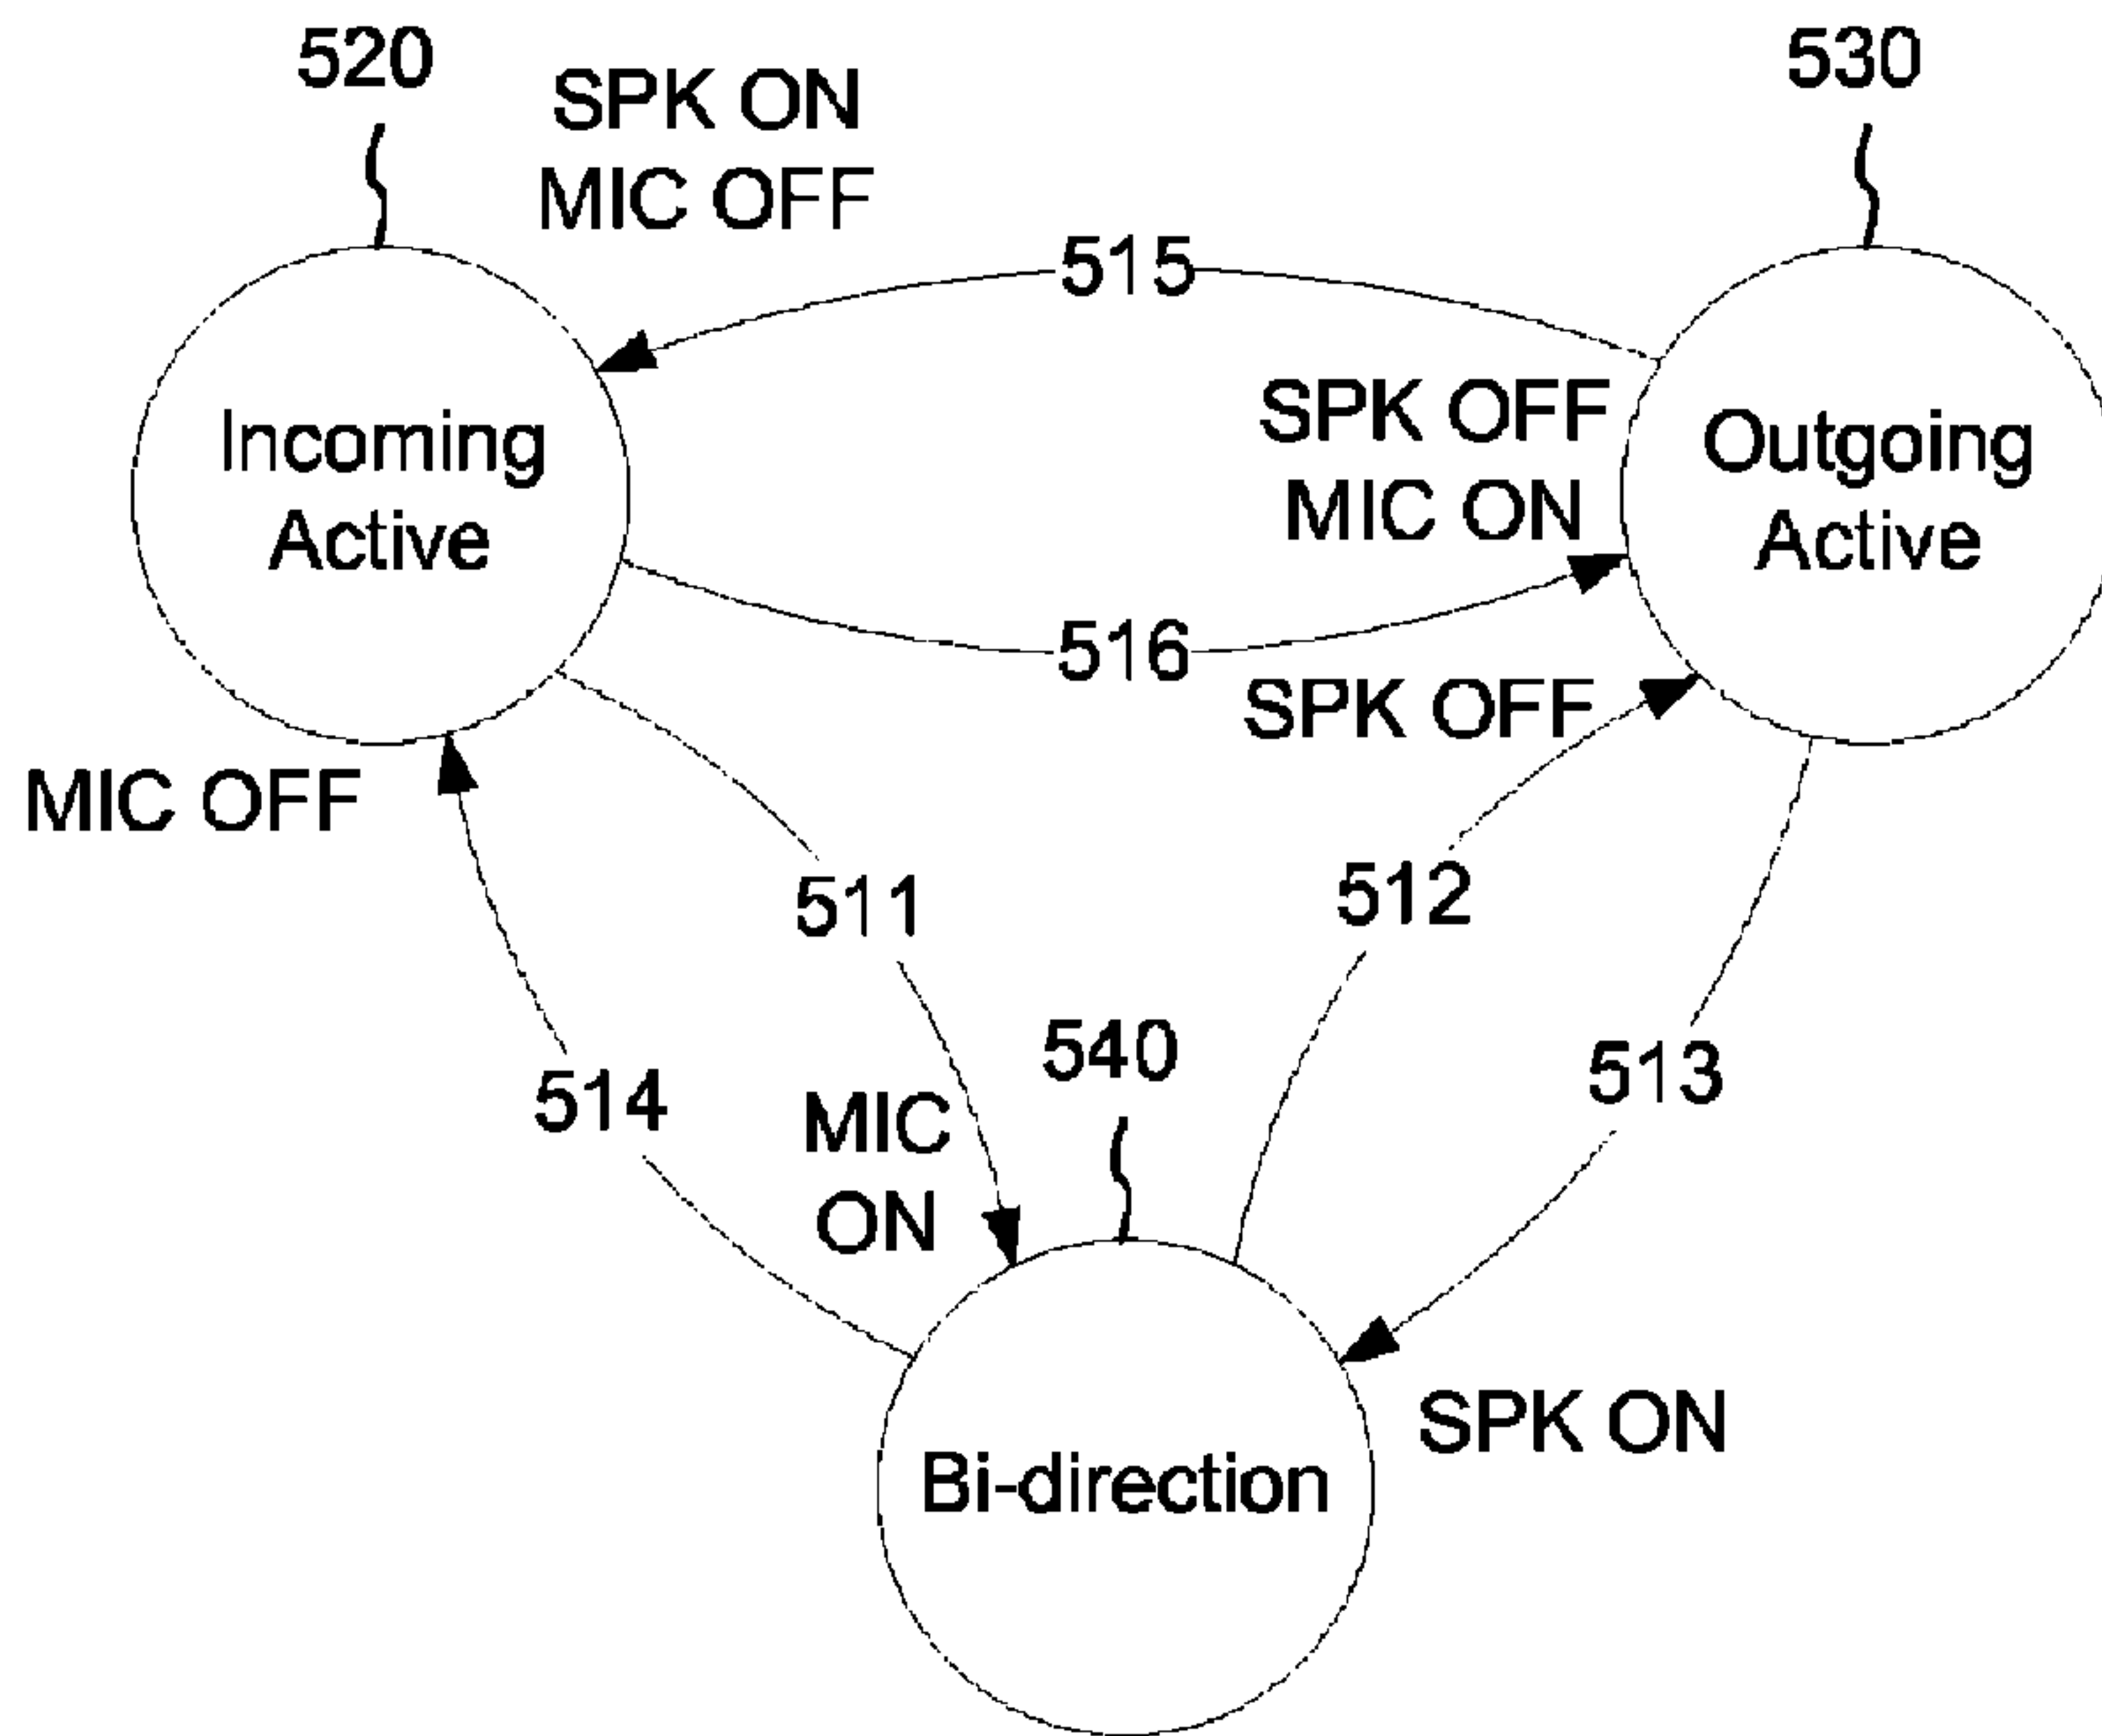 520
530
SPK ON
MIC OFF
515
Incoming
Active
SPK OFF
MIC ON
Outgoing
Active
516
SPK OFF
MIC OFF
511
512
540
513
514
MIC
ON
SPK ON
Bi-direction